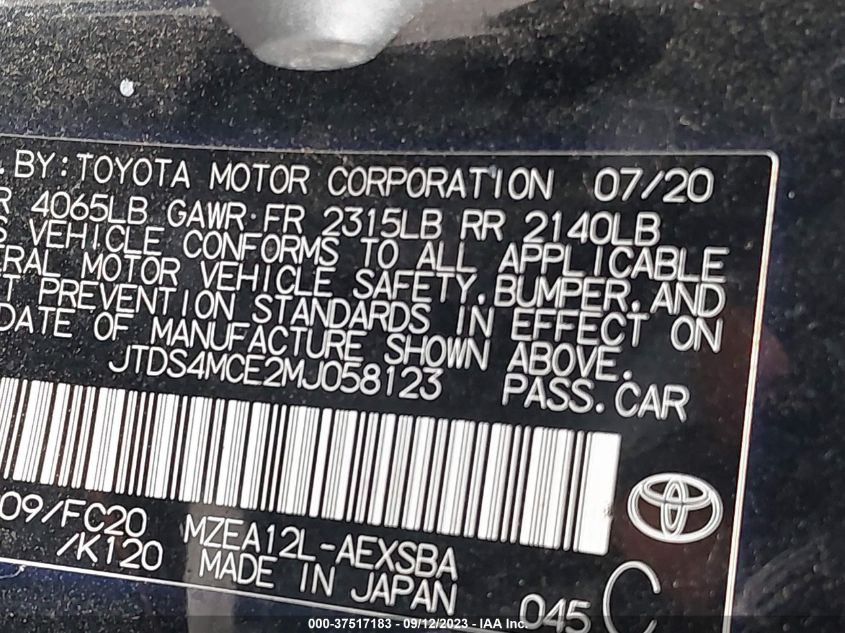 . BY: TOYOTA MOTOR CORPORATION 07/20
R 4065LB GAWR FR 2315LB RR 2140LB
S VEHICLE CONFORMS TO ALL APPLICABLE
ERAL MOTOR VEHICLE SAFETY, BUMPER, AND
T PREVENTION STANDARDS IN EFFECT ON
DATE OF MANUFACTURE SHOWN ABOVE.
JTDS4MCE2MJ058123 PASS. CAR
09/FC20 MZEA12L-AEXSBA
/K120 MADE IN JAPAN 045 C
000-37517183 - 09/12/2023 - IAA Inc.